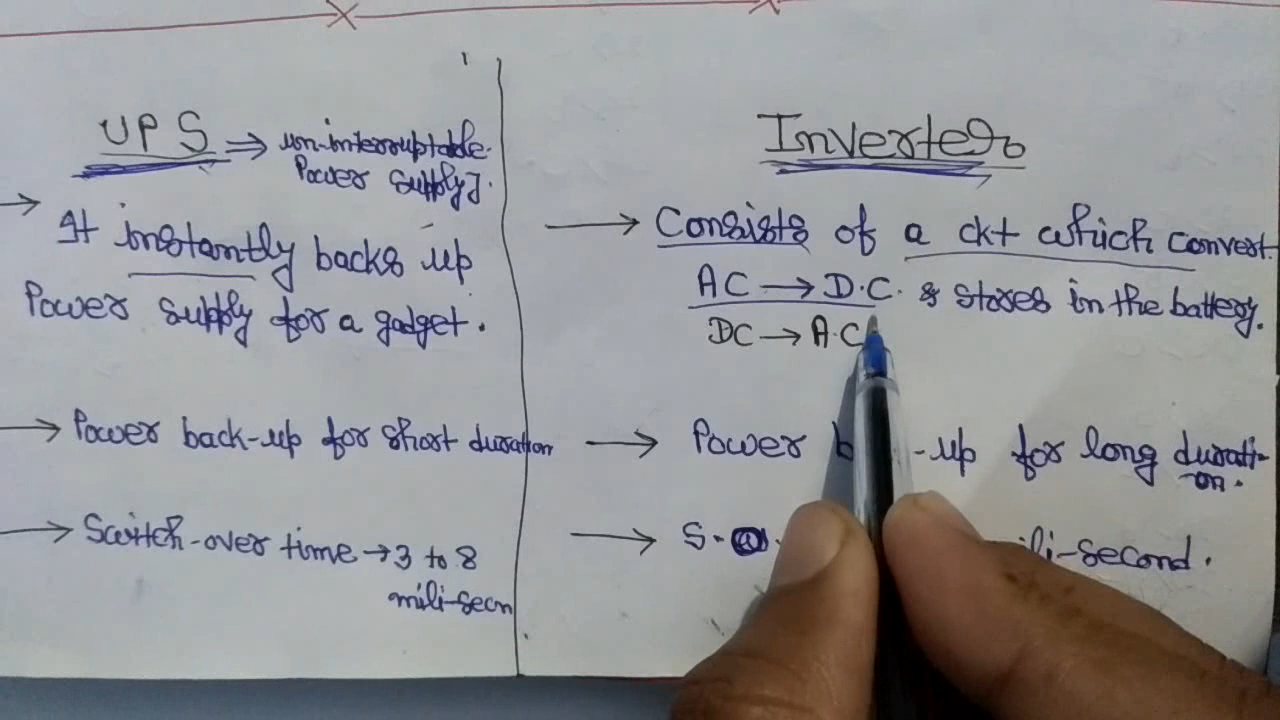 UPS ⇒ un-interruptable
Power supply].
→ It instantly backs up
Power supply for a gadget.
→ Power back-up for short duration
→ Switch-over time → 3 to 8
mili-secn
Inverter
→ Consists of a ckt which convert.
AC → D.C. & stores in the battery.
DC → A.C
→ Power -up for long durati-
on.
→ S. -second.